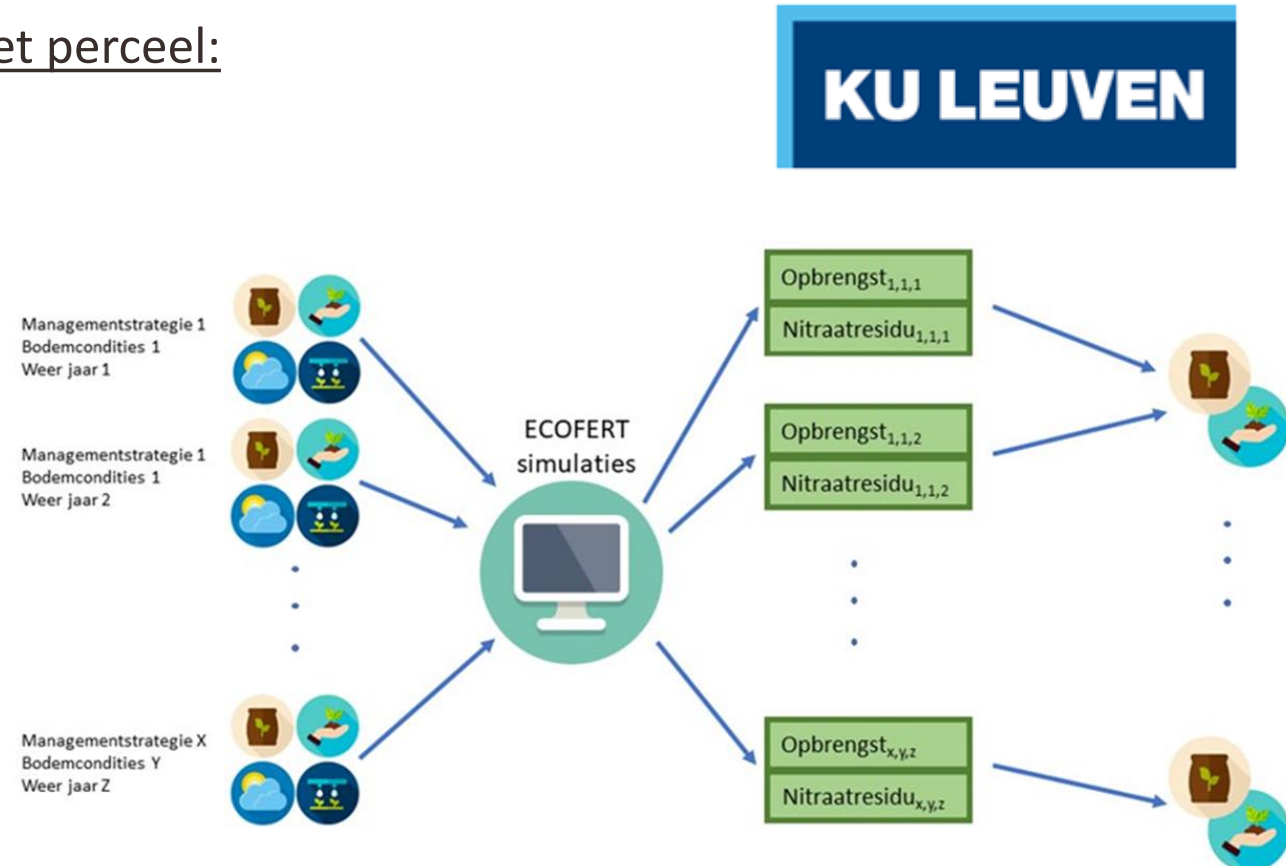 et perceel:
KU LEUVEN
Managementstrategie 1
Bodemcondities 1
Weer jaar 1
Managementstrategie 1
Bodemcondities 1
Weer jaar 2
Managementstrategie X
Bodemcondities Y
Weer jaar Z
ECOFERT
simulaties
Opbrengst1,1,1
Nitraatresidu1,1,1
Opbrengst1,1,2
Nitraatresidu1,1,2
Opbrengstx,y,z
Nitraatresidux,y,z